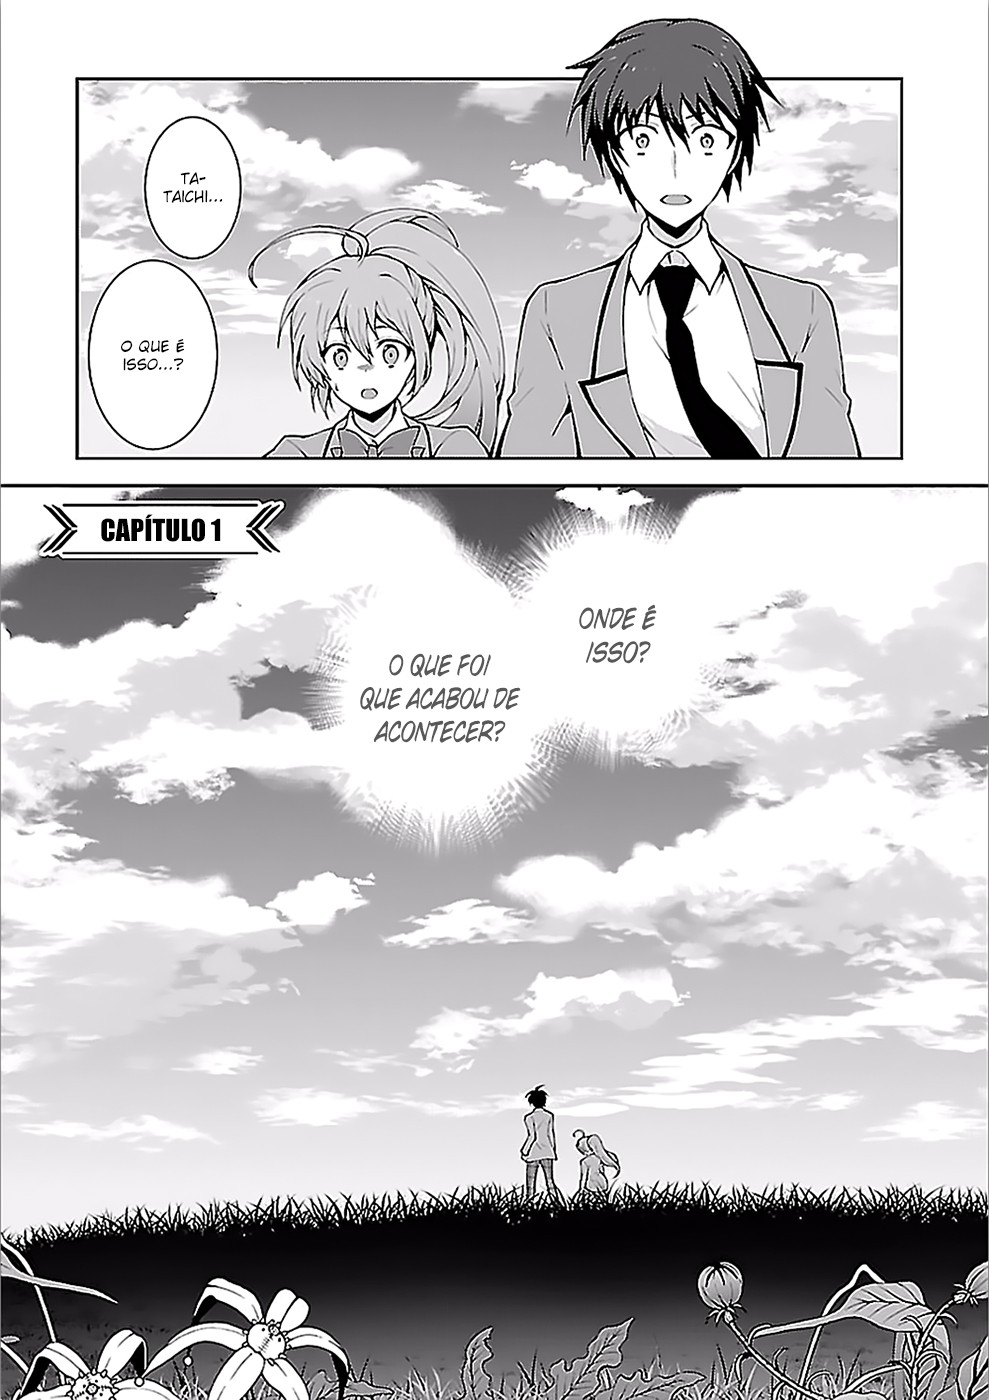 TA-
TAICHI...
O QUE É
ISSO...?
CAPÍTULO 1
ONDE É
ISSO?
O QUE FOI
QUE ACABOU DE
ACONTECER?